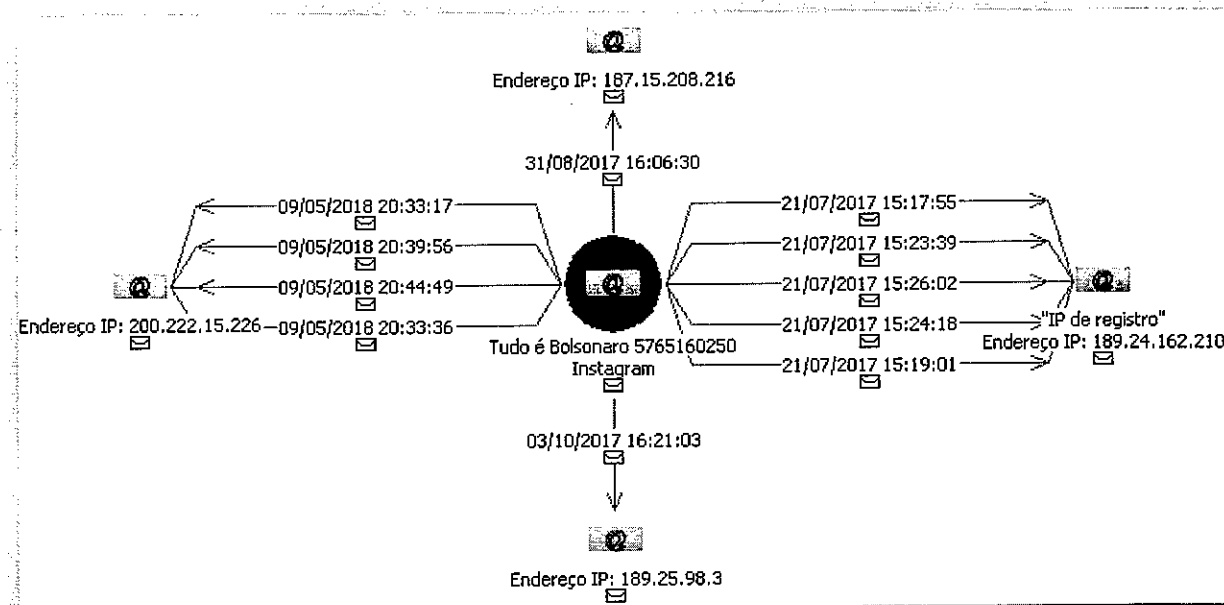 @
Endereço IP: 187.15.208.216
31/08/2017 16:06:30
09/05/2018 20:33:17
09/05/2018 20:39:56
09/05/2018 20:44:49
09/05/2018 20:33:36
@
Endereço IP: 200.222.15.226
@
Tudo é Bolsonaro 5765160250
Instagram
21/07/2017 15:17:55
21/07/2017 15:23:39
21/07/2017 15:26:02
21/07/2017 15:24:18
21/07/2017 15:19:01
@
"IP de registro"
Endereço IP: 189.24.162.210
03/10/2017 16:21:03
@
Endereço IP: 189.25.98.3